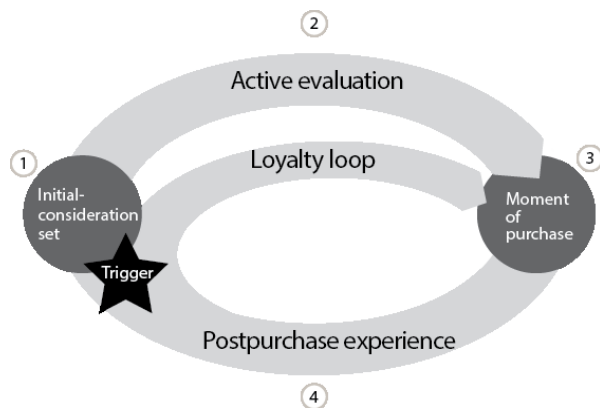 2
Active evaluation
Loyalty loop
1
Initial-
consideration
set
Trigger
3
Moment
of
purchase
Postpurchase experience
4